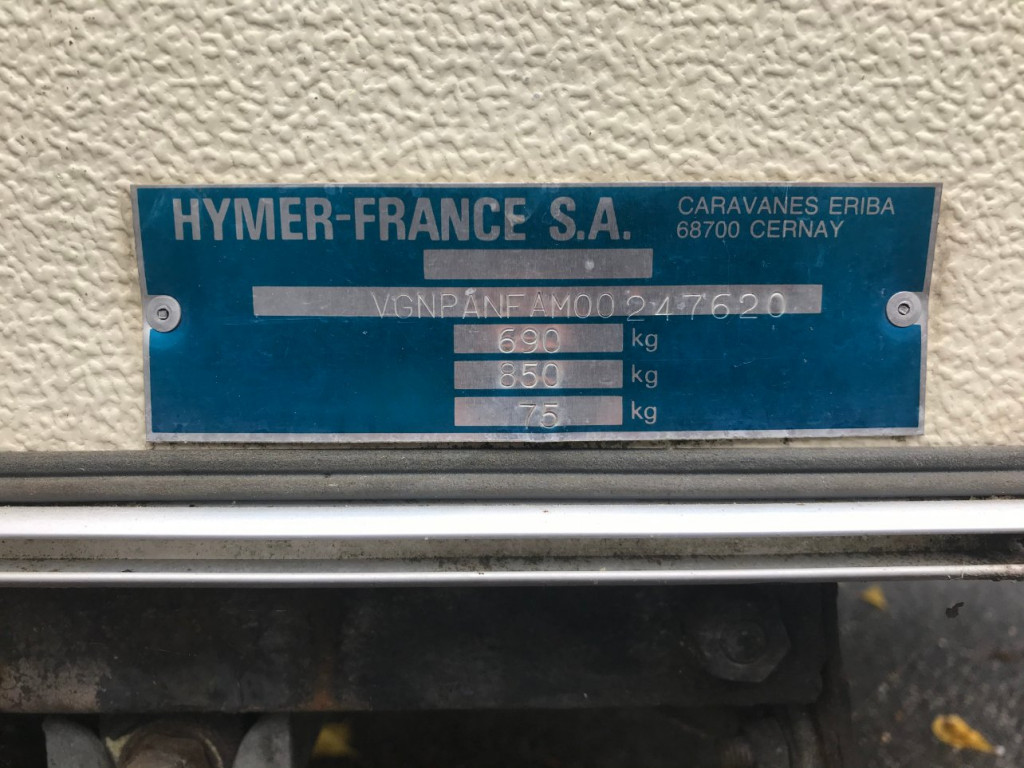 HYMER-FRANCE S.A.
CARAVANES ERIBA
68700 CERNAY
VGNPANFAM00247620
690 kg
850 kg
75 kg